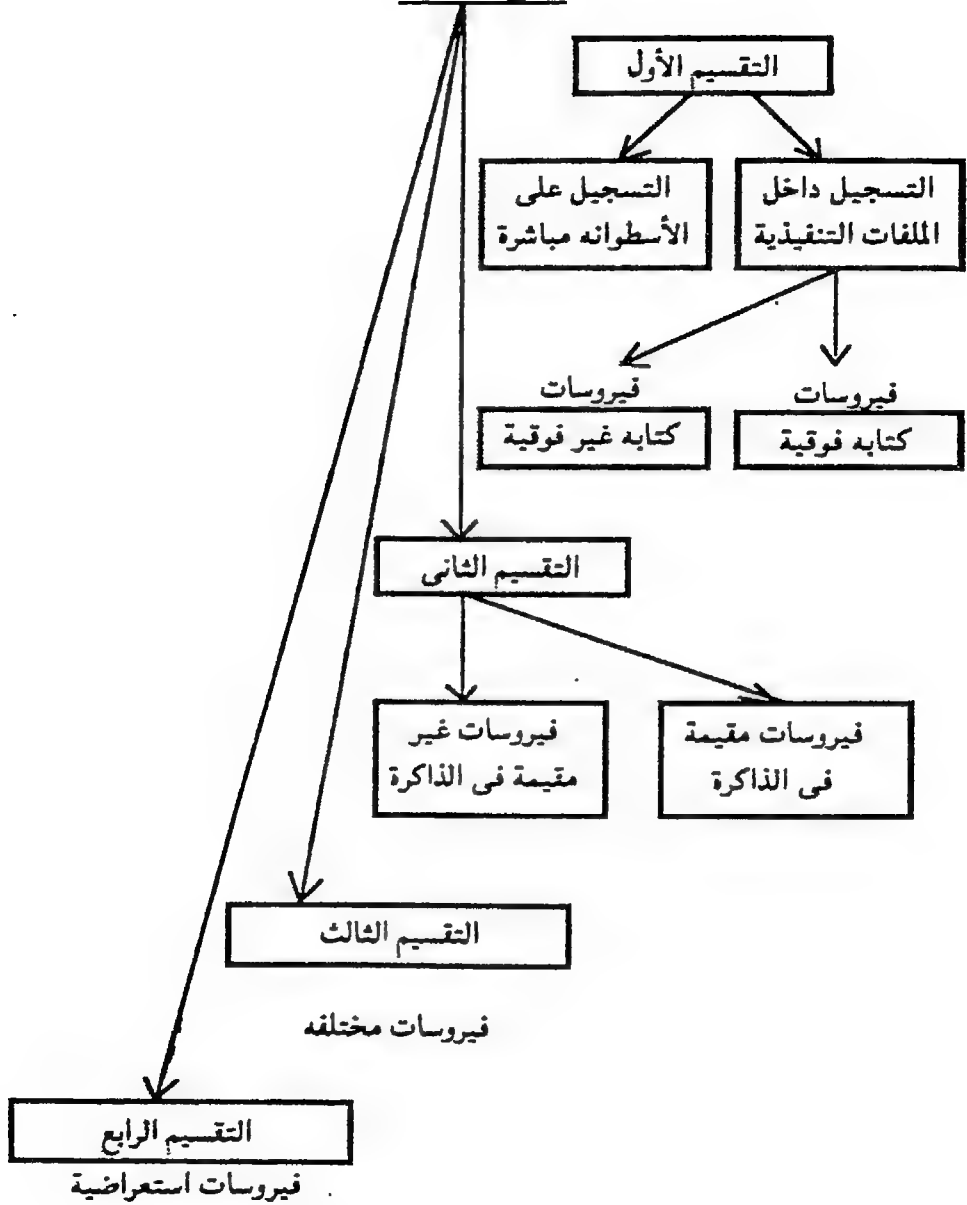 التقسيم الأول
التسجيل داخل
الملفات التنفيذية
التسجيل على
الأسطوانه مباشرة
فيروسات
كتابه فوقية
فيروسات
كتابه غير فوقية
التقسيم الثانى
فيروسات مقيمة
فى الذاكرة
فيروسات غير
مقيمة فى الذاكرة
التقسيم الثالث
فيروسات مختلفه
التقسيم الرابع
فيروسات استعراضية